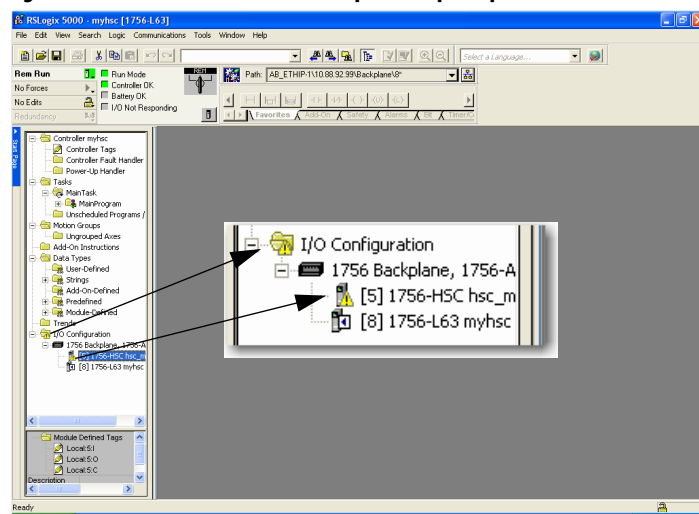 RSLogix 5000 - myhsc [1756-L63]
File Edit View Search Logic Communications Tools Window Help
Select a Language...
Rem Run
Run Mode
Controller OK
Battery OK
I/O Not Responding
No Forces
No Edits
Redundancy
REM
Path: AB_ETHIP-1\10.88.92.99\Backplane\8*
Favorites Add-On Safety Alarms Bit Timer/C
Start Page
Controller myhsc
Controller Tags
Controller Fault Handler
Power-Up Handler
Tasks
MainTask
MainProgram
Unscheduled Programs /
Motion Groups
Ungrouped Axes
Add-On Instructions
Data Types
User-Defined
Strings
Add-On-Defined
Predefined
Module-Defined
Trends
I/O Configuration
1756 Backplane, 1756-A
[5] 1756-HSC hsc_m
[8] 1756-L63 myhsc
I/O Configuration
1756 Backplane, 1756-A
[5] 1756-HSC hsc_m
[8] 1756-L63 myhsc
Module Defined Tags
Local:5:I
Local:5:O
Local:5:C
Description
Ready